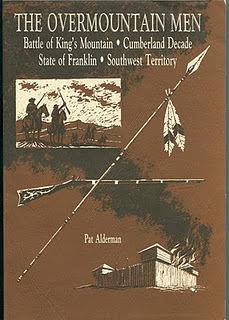 THE OVERMOUNTAIN MEN
Battle of King's Mountain • Cumberland Decade
State of Franklin • Southwest Territory
Pat Alderman